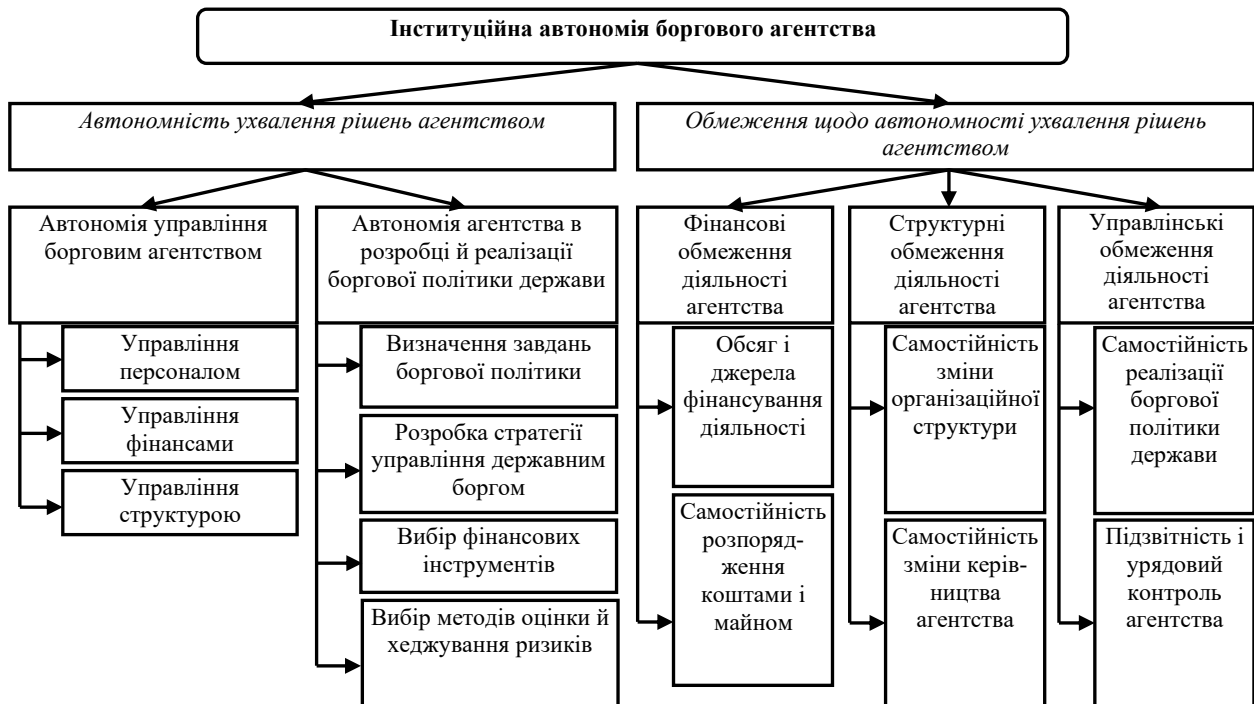 Інституційна автономія боргового агентства
Автономність ухвалення рішень агентством
Обмеження щодо автономності ухвалення рішень
агентством
Автономія управління
борговим агентством
Автономія агентства в
розробці й реалізації
боргової політики держави
Фінансові
обмеження
діяльності
агентства
Структурні
обмеження
діяльності
агентства
Управлінські
обмеження
діяльності
агентства
Управління
персоналом
Управління
фінансами
Управління
структурою
Визначення завдань
боргової політики
Розробка стратегії
управління державним
боргом
Вибір фінансових
інструментів
Вибір методів оцінки й
хеджування ризиків
Обсяг і
джерела
фінансування
діяльності
Самостійність
розпоряд-
ження
коштами і
майном
Самостійність
зміни
організаційної
структури
Самостійність
зміни керів-
ництва
агентства
Самостійність
реалізації
боргової
політики
держави
Підзвітність і
урядовий
контроль
агентства